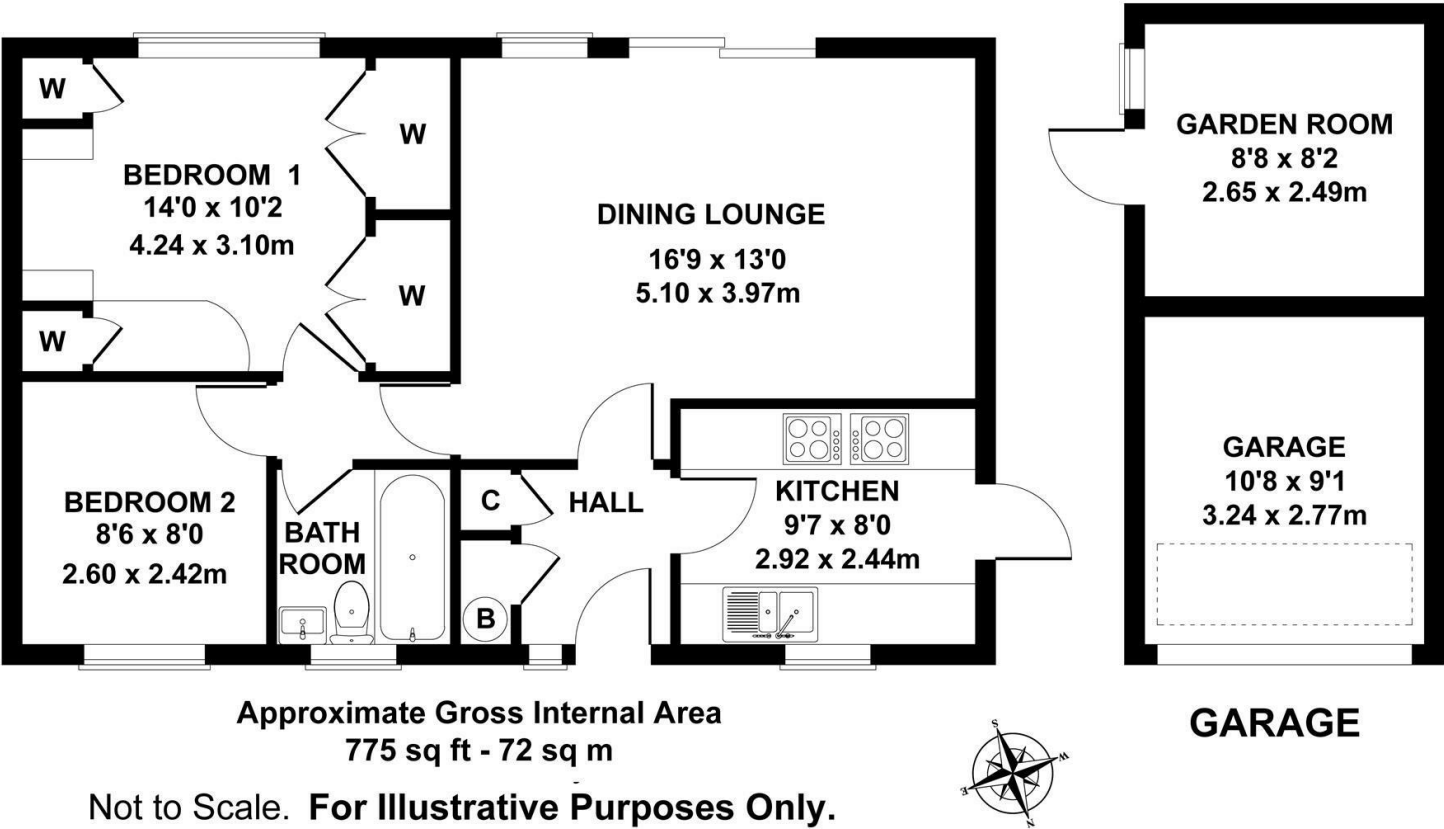 W
BEDROOM 1
14'0 x 10'2
4.24 x 3.10m
W
W
W
DINING LOUNGE
16'9 x 13'0
5.10 x 3.97m
GARDEN ROOM
8'8 x 8'2
2.65 x 2.49m
BEDROOM 2
8'6 x 8'0
2.60 x 2.42m
BATH
ROOM
C
B
HALL
KITCHEN
9'7 x 8'0
2.92 x 2.44m
GARAGE
10'8 x 9'1
3.24 x 2.77m
Approximate Gross Internal Area
775 sq ft - 72 sq m
Not to Scale. For Illustrative Purposes Only.
S
W
E
N
GARAGE